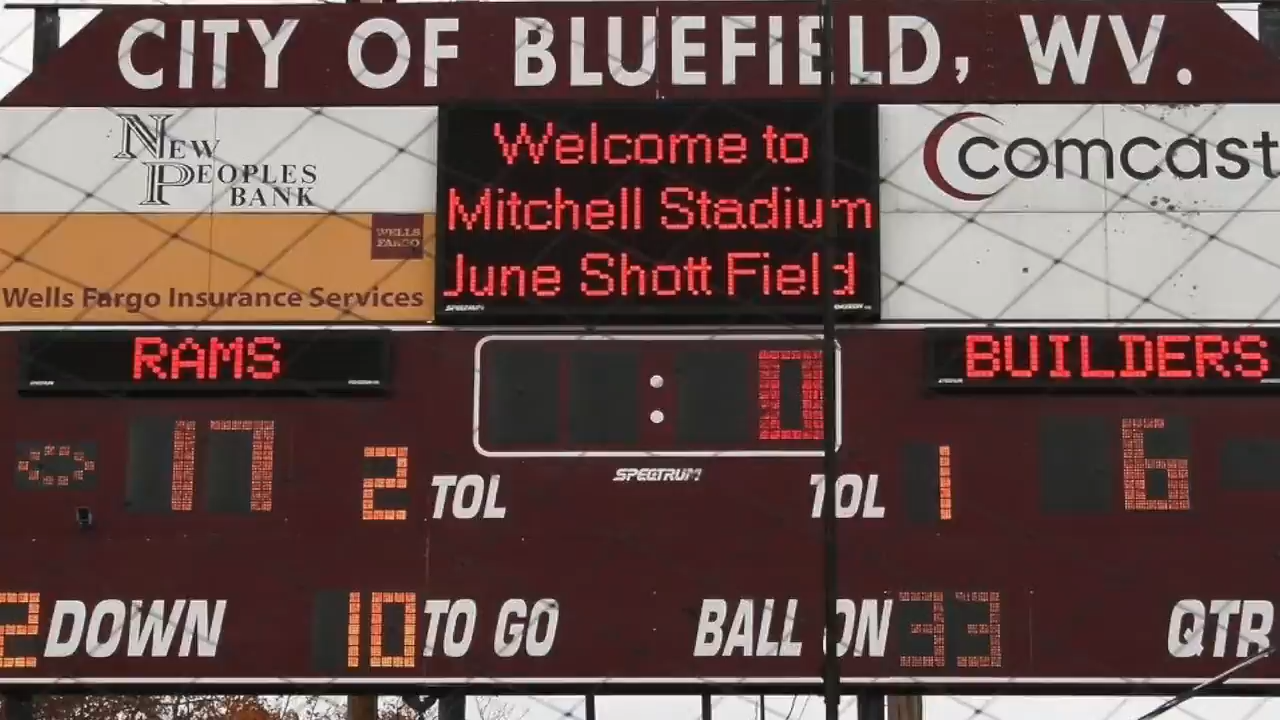 CITY OF BLUEFIELD, WV.
NEW PEOPLES BANK
WELLS FARGO
Wells Fargo Insurance Services
Welcome to
Mitchell Stadium
June Shott Field
SPECTRUM
comcast
RAMS
: 0
BUILDERS
17
2 TOL
SPECTRUM
TOL 1
6
2 DOWN
10 TO GO
BALL ON 33
QTR